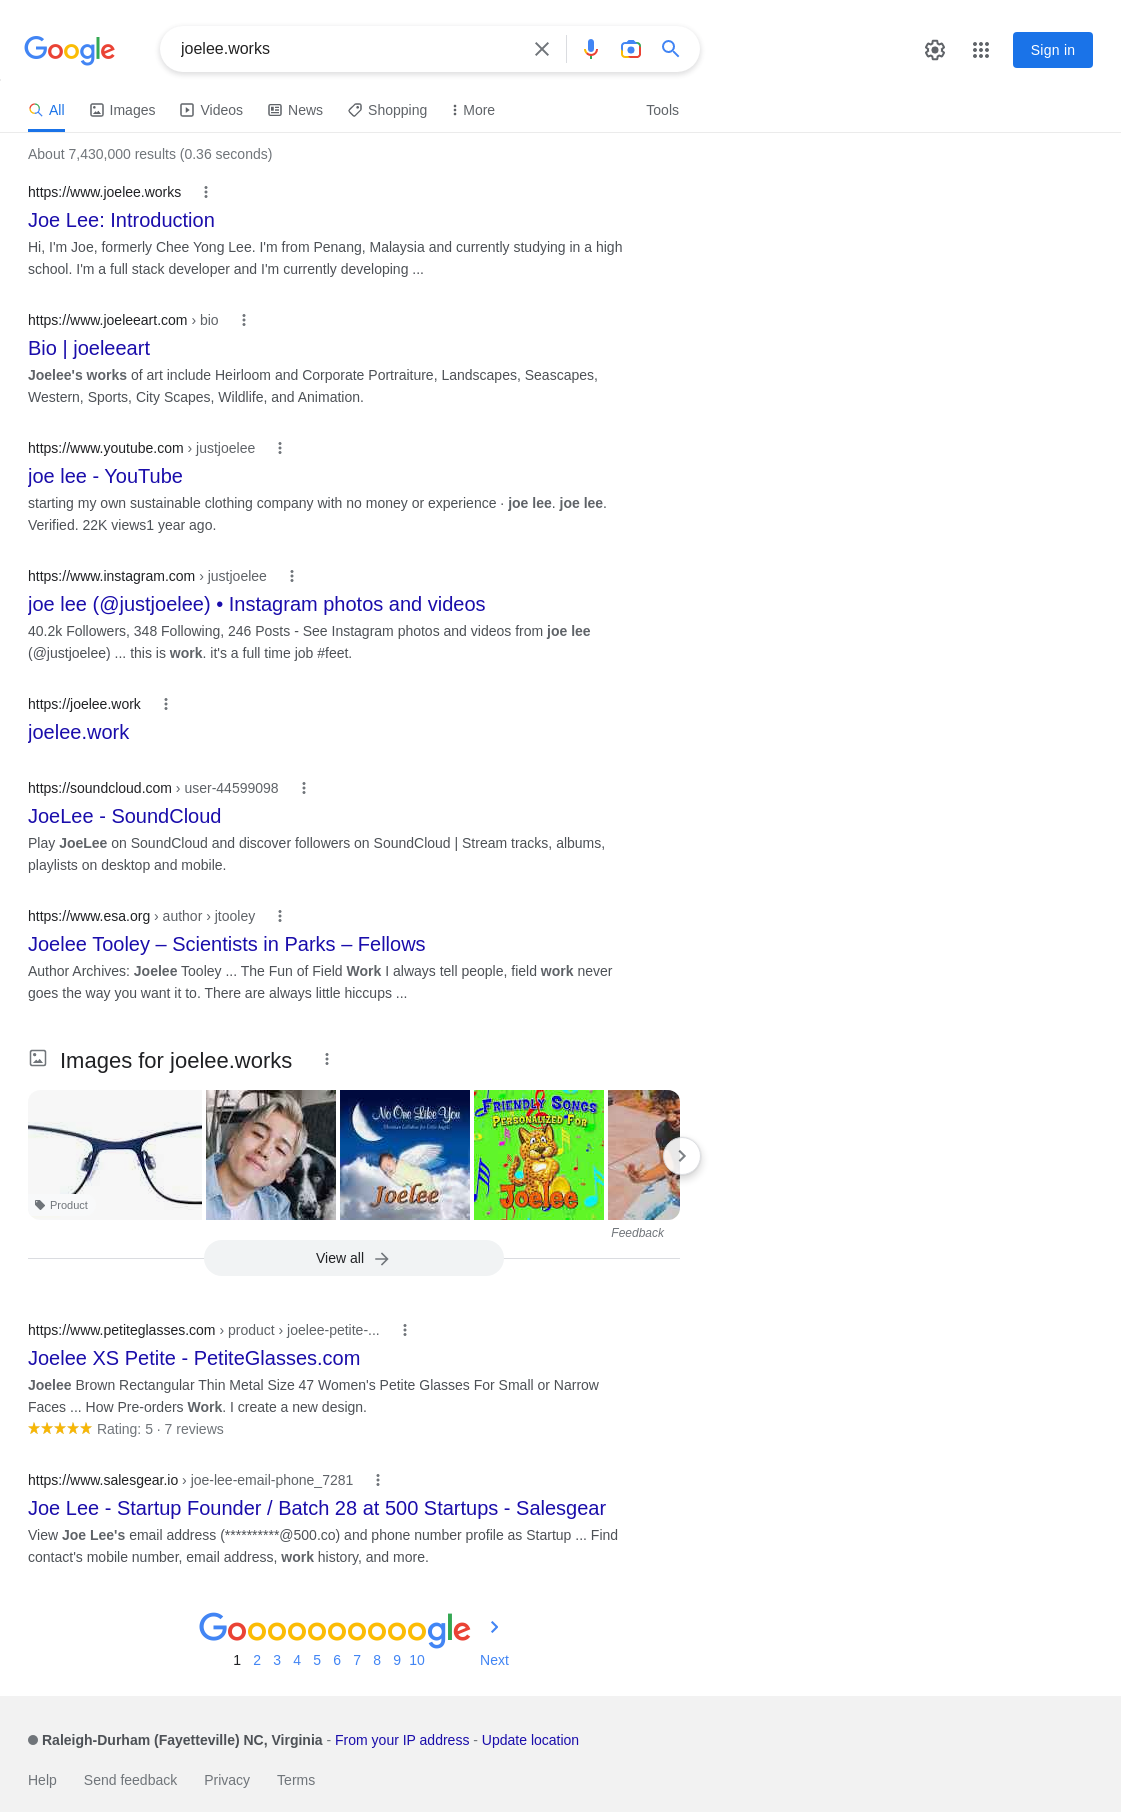 Google
joelee.works
Sign in
All Images Videos News Shopping More Tools
About 7,430,000 results (0.36 seconds)
https://www.joelee.works
Joe Lee: Introduction
Hi, I'm Joe, formerly Chee Yong Lee. I'm from Penang, Malaysia and currently studying in a high
school. I'm a full stack developer and I'm currently developing ...
https://www.joeleeart.com › bio
Bio | joeleeart
Joelee's works of art include Heirloom and Corporate Portraiture, Landscapes, Seascapes,
Western, Sports, City Scapes, Wildlife, and Animation.
https://www.youtube.com › justjoelee
joe lee - YouTube
starting my own sustainable clothing company with no money or experience · joe lee. joe lee.
Verified. 22K views1 year ago.
https://www.instagram.com › justjoelee
joe lee (@justjoelee) • Instagram photos and videos
40.2k Followers, 348 Following, 246 Posts - See Instagram photos and videos from joe lee
(@justjoelee) ... this is work. it's a full time job #feet.
https://joelee.work
joelee.work
https://soundcloud.com › user-44599098
JoeLee - SoundCloud
Play JoeLee on SoundCloud and discover followers on SoundCloud | Stream tracks, albums,
playlists on desktop and mobile.
https://www.esa.org › author › jtooley
Joelee Tooley – Scientists in Parks – Fellows
Author Archives: Joelee Tooley ... The Fun of Field Work I always tell people, field work never
goes the way you want it to. There are always little hiccups ...
Images for joelee.works
Product
No One Like You
Christian Lullabies for Little Angels
Joelee
FRIENDLY SONGS
PERSONALIZED FOR
Joelee
Feedback
View all
https://www.petiteglasses.com › product › joelee-petite-...
Joelee XS Petite - PetiteGlasses.com
Joelee Brown Rectangular Thin Metal Size 47 Women's Petite Glasses For Small or Narrow
Faces ... How Pre-orders Work. I create a new design.
Rating: 5 · 7 reviews
https://www.salesgear.io › joe-lee-email-phone_7281
Joe Lee - Startup Founder / Batch 28 at 500 Startups - Salesgear
View Joe Lee's email address (**********@500.co) and phone number profile as Startup ... Find
contact's mobile number, email address, work history, and more.
Goooooooooogle
1 2 3 4 5 6 7 8 9 10 Next
Raleigh-Durham (Fayetteville) NC, Virginia - From your IP address - Update location
Help Send feedback Privacy Terms